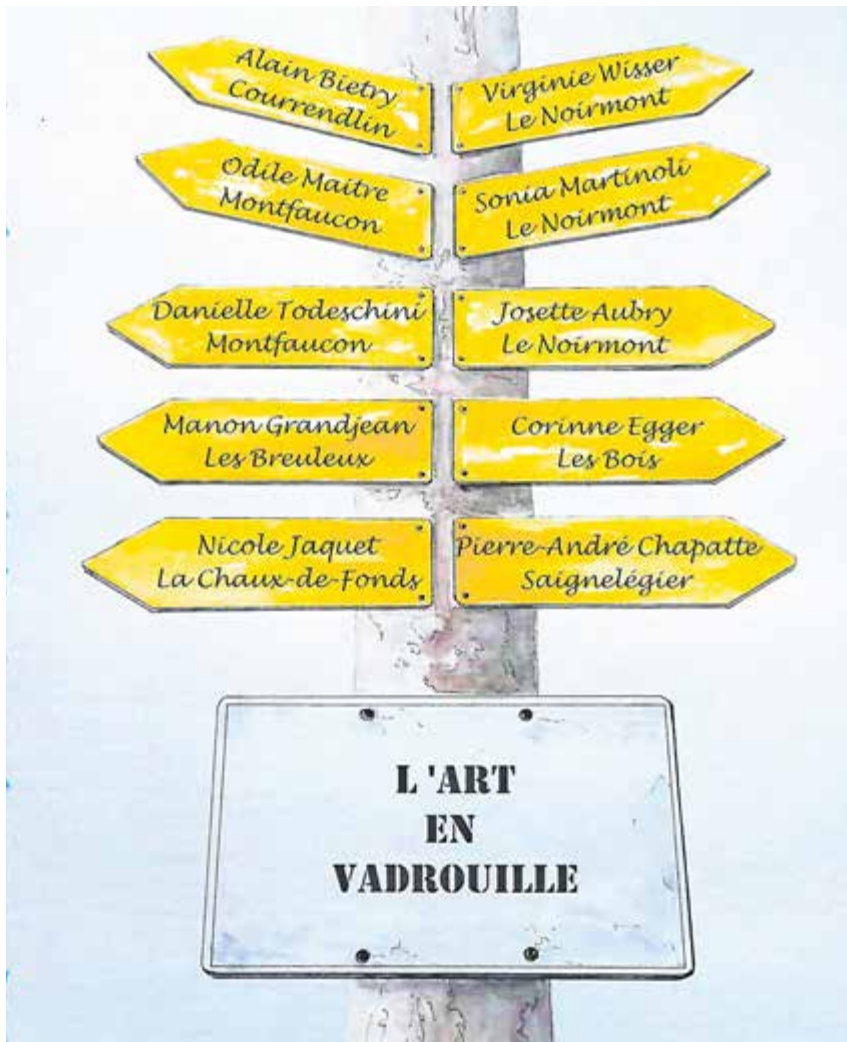 Alain Bietry
Courrendlin
Virginie Wisser
Le Noirmont
Odile Maitre
Montfaucon
Sonia Martinoli
Le Noirmont
Danielle Todeschini
Montfaucon
Josette Aubry
Le Noirmont
Manon Grandjean
Les Breuleux
Corinne Egger
Les Bois
Nicole Jaquet
La Chaux-de-Fonds
Pierre-André Chapatte
Saignelégier
L 'ART
EN
VADROUILLE